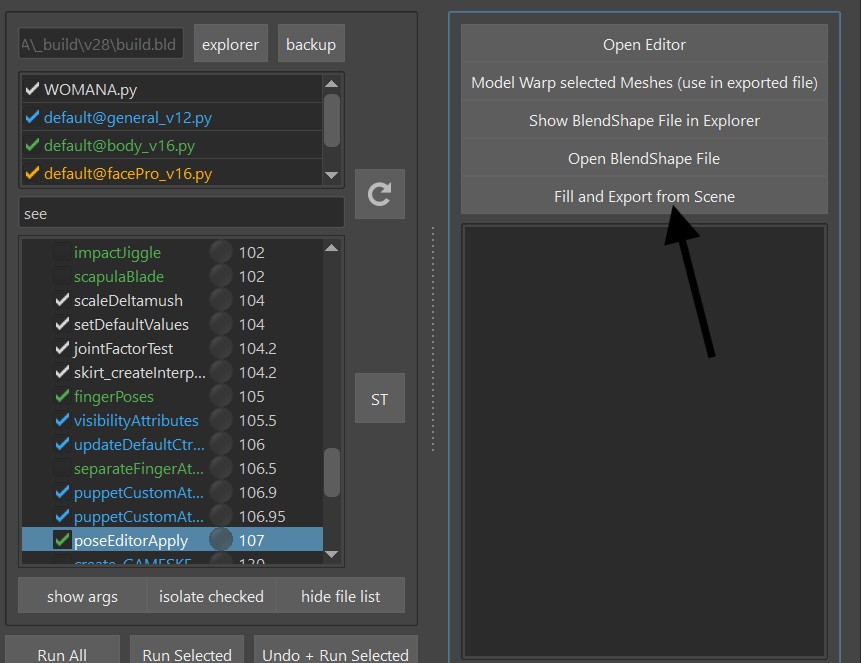 A\_build\v28\build.bld
explorer
backup
WOMANA.py
default@general_v12.py
default@body_v16.py
default@facePro_v16.py
see
impactJiggle 102
scapulaBlade 102
scaleDeltamush 104
setDefaultValues 104
jointFactorTest 104.2
skirt_createInterp... 104.2
fingerPoses 105
visibilityAttributes 105.5
updateDefaultCtr... 106
separateFingerAt... 106.5
puppetCustomAt... 106.9
puppetCustomAt... 106.95
poseEditorApply 107
ST
show args
isolate checked
hide file list
Run All
Run Selected
Undo + Run Selected
Open Editor
Model Warp selected Meshes (use in exported file)
Show BlendShape File in Explorer
Open BlendShape File
Fill and Export from Scene